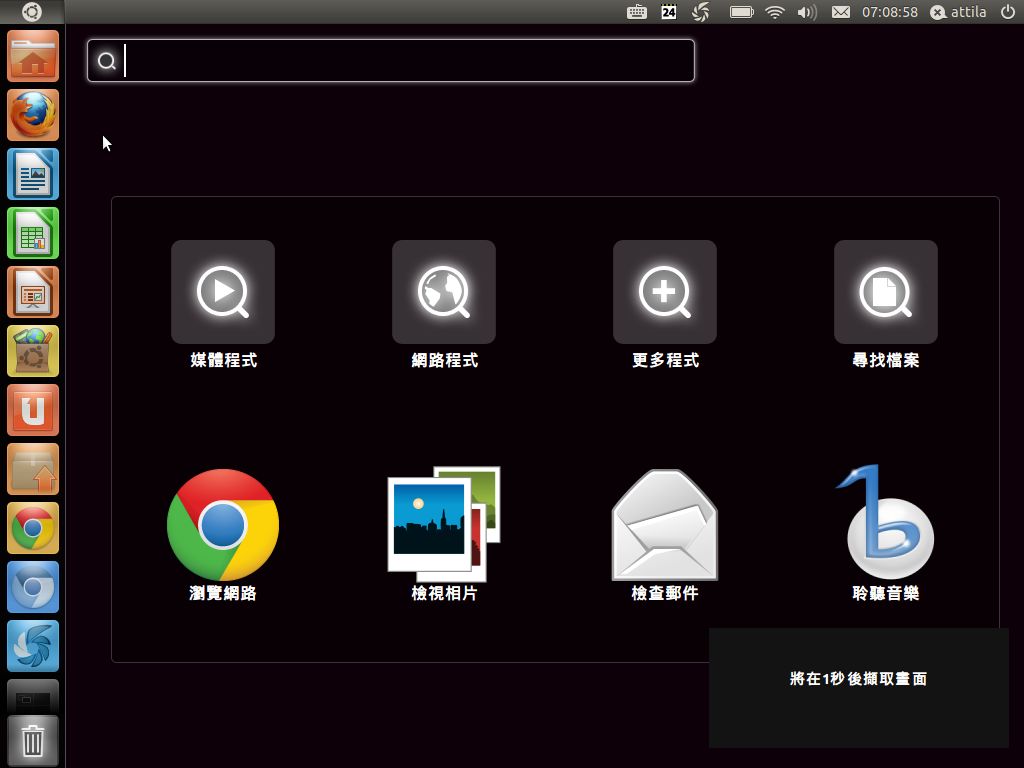 24
07:08:58
attila
媒體程式
網路程式
更多程式
尋找檔案
瀏覽網路
檢視相片
檢查郵件
聆聽音樂
將在1秒後擷取畫面